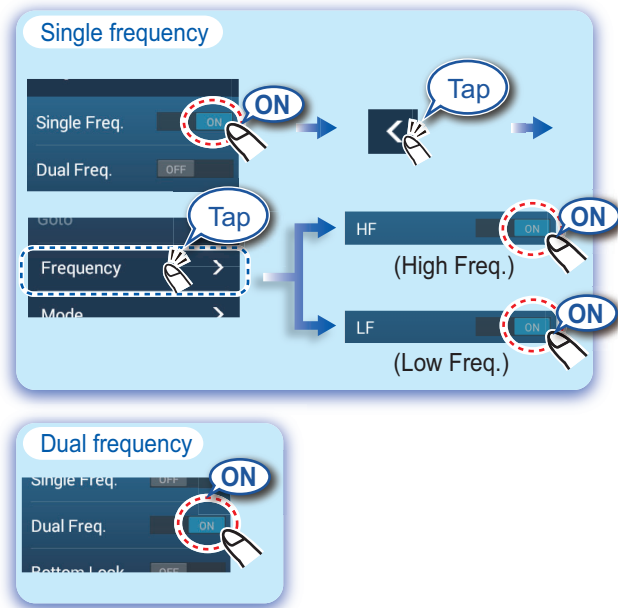 Single frequency
Single Freq.
ON
ON
Tap
Dual Freq.
OFF
Goto
Tap
Frequency
Mode
HF
ON
ON
(High Freq.)
LF
ON
ON
(Low Freq.)
Dual frequency
Single Freq.
OFF
ON
Dual Freq.
ON
Bottom Lock
OFF